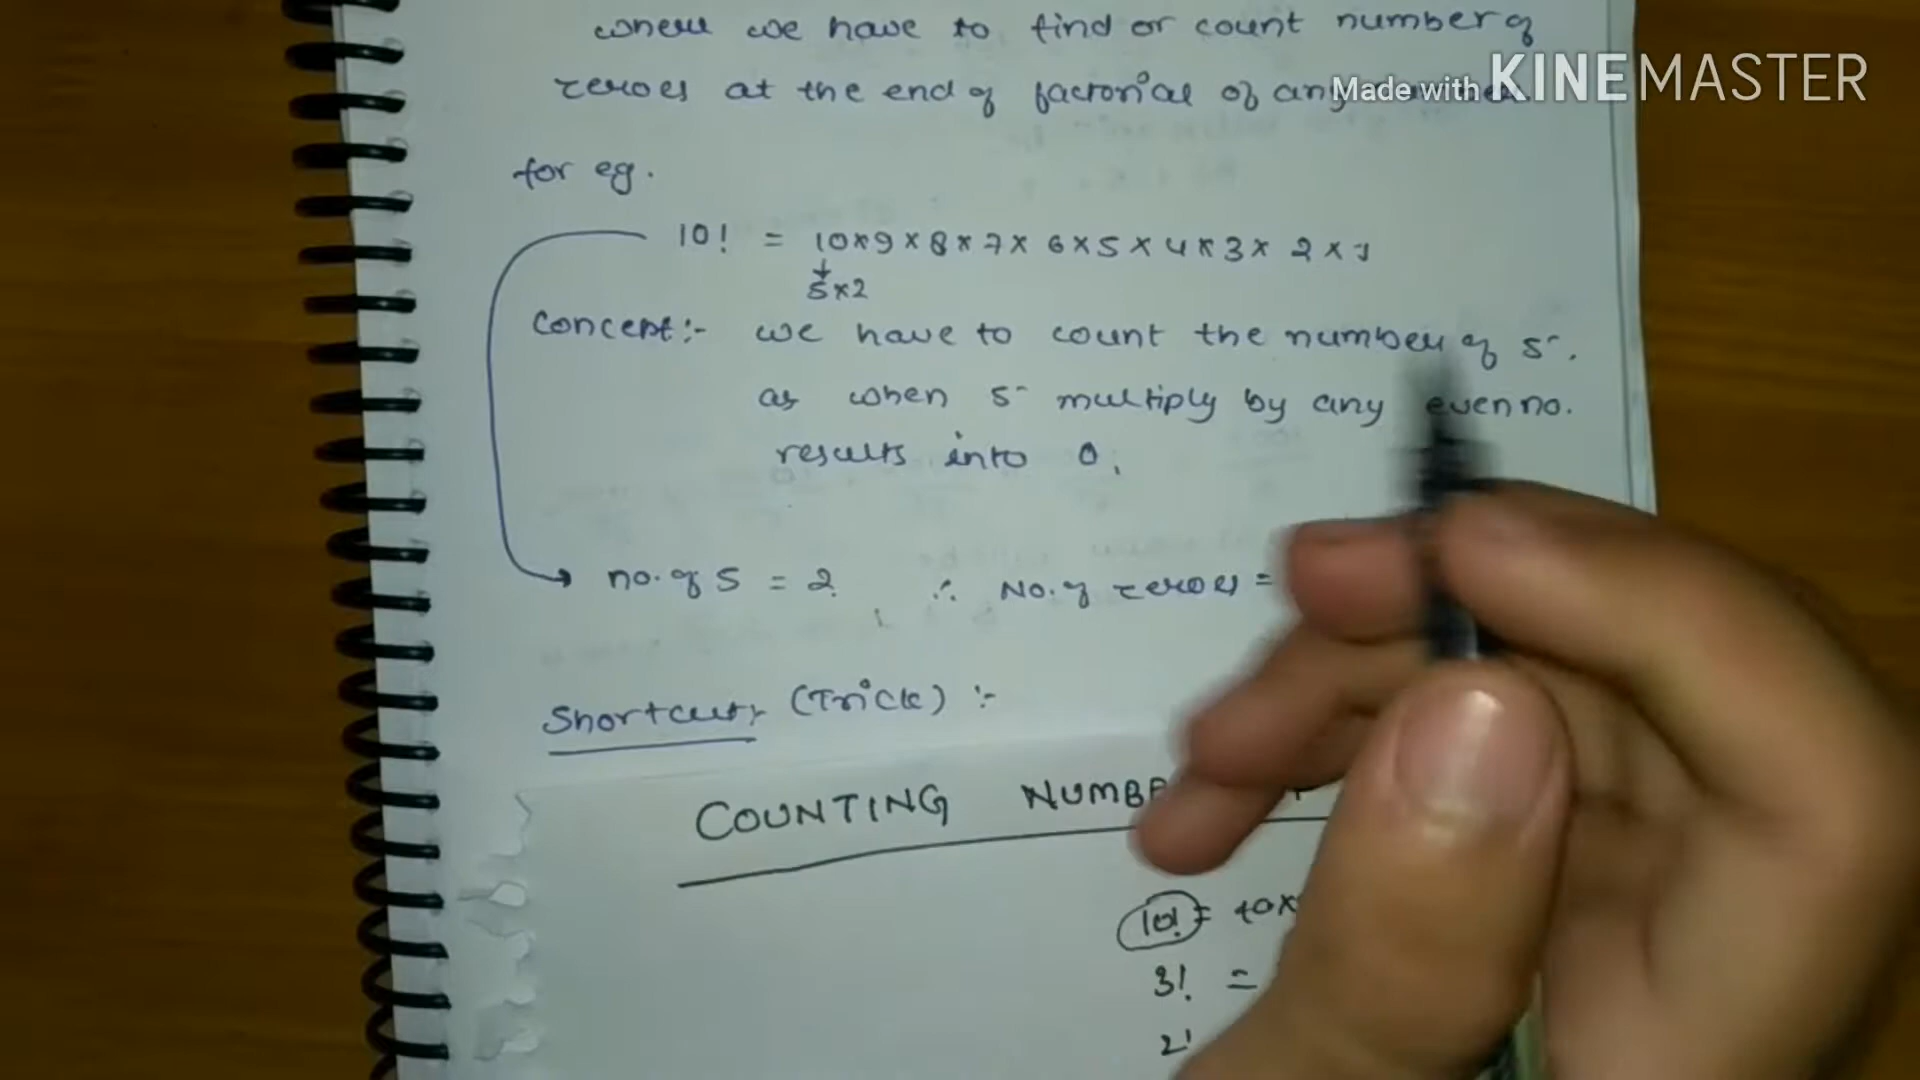 where we have to find or count number of
zeroes at the end of factorial of any
Made with KINEMASTER
for eg.
10! = 10×9×8×7×6×5×4×3×2×1
5×2
Concept:- we have to count the number of 5.
as when 5 multiply by any even no.
results into 0.
no. of 5 = 2 ∴ No. of zeroes =
Shortcut (Trick) :-
COUNTING
10! = 10×
3! =
2!